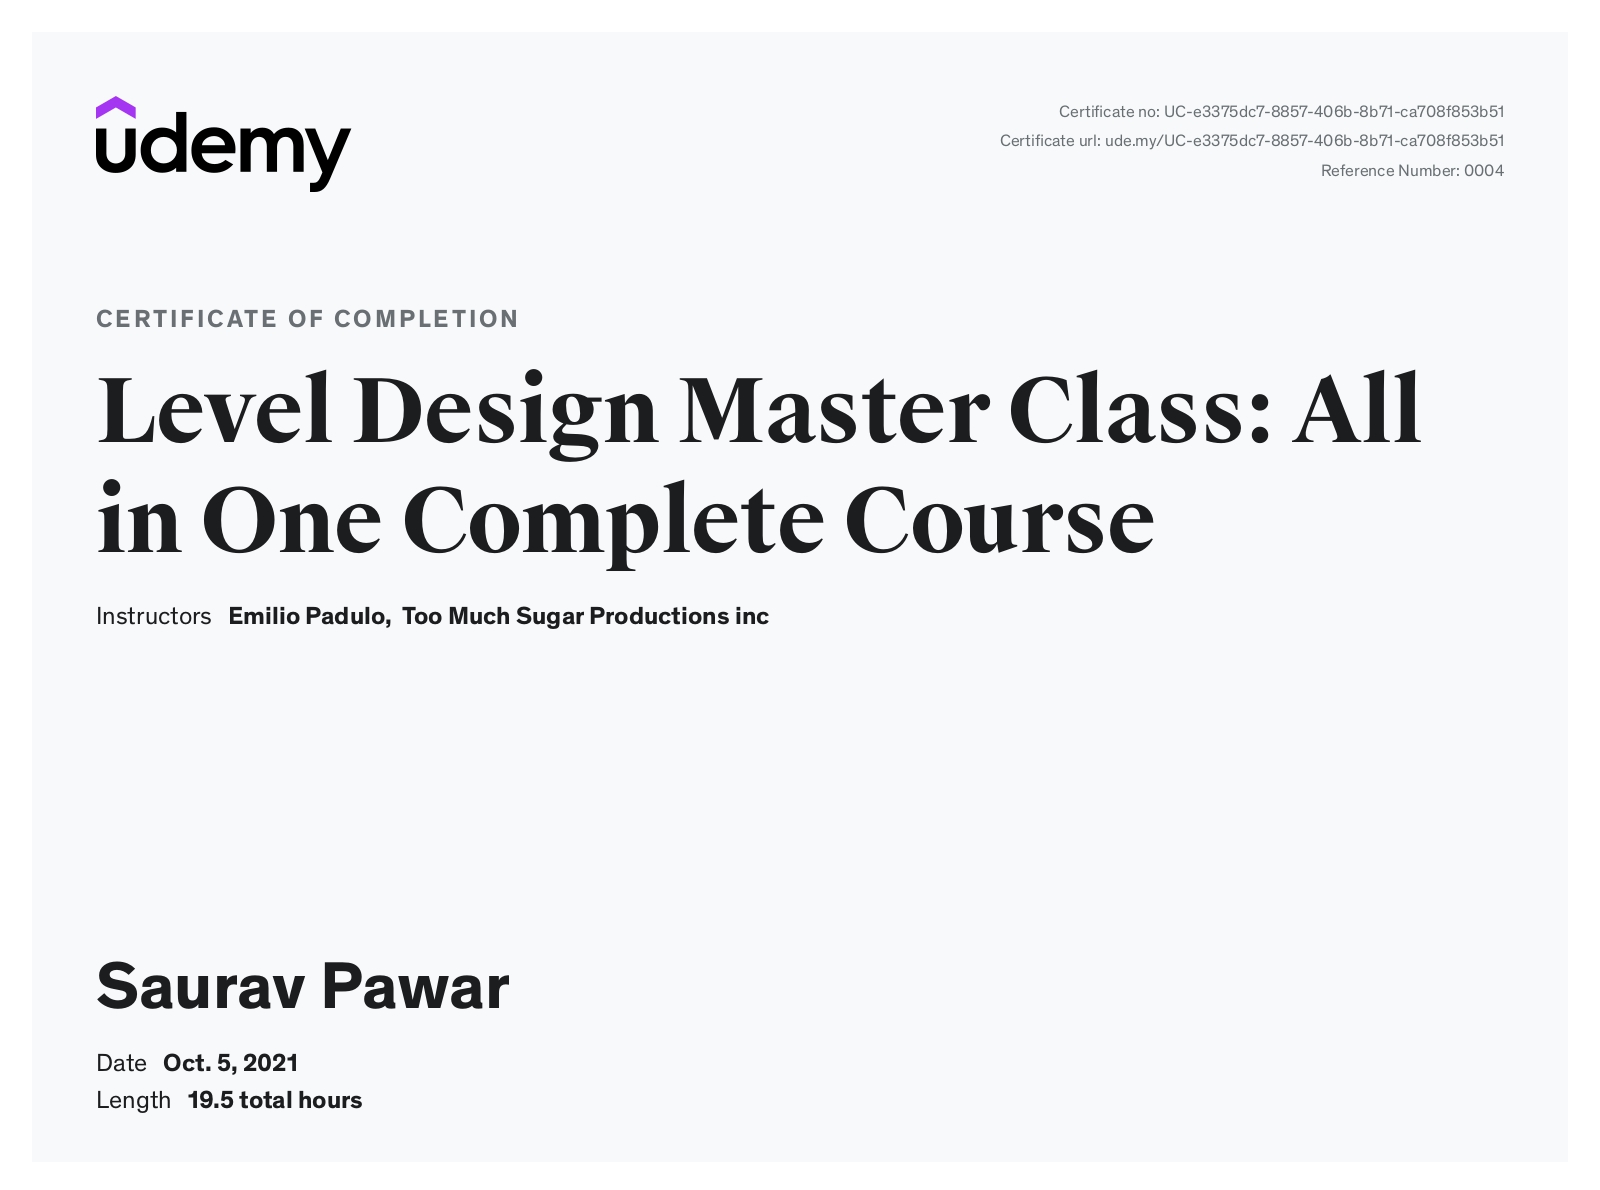 udemy
Certificate no: UC-e3375dc7-8857-406b-8b71-ca708f853b51
Certificate url: ude.my/UC-e3375dc7-8857-406b-8b71-ca708f853b51
Reference Number: 0004
CERTIFICATE OF COMPLETION
Level Design Master Class: All
in One Complete Course
Instructors Emilio Padulo, Too Much Sugar Productions inc
Saurav Pawar
Date Oct. 5, 2021
Length 19.5 total hours